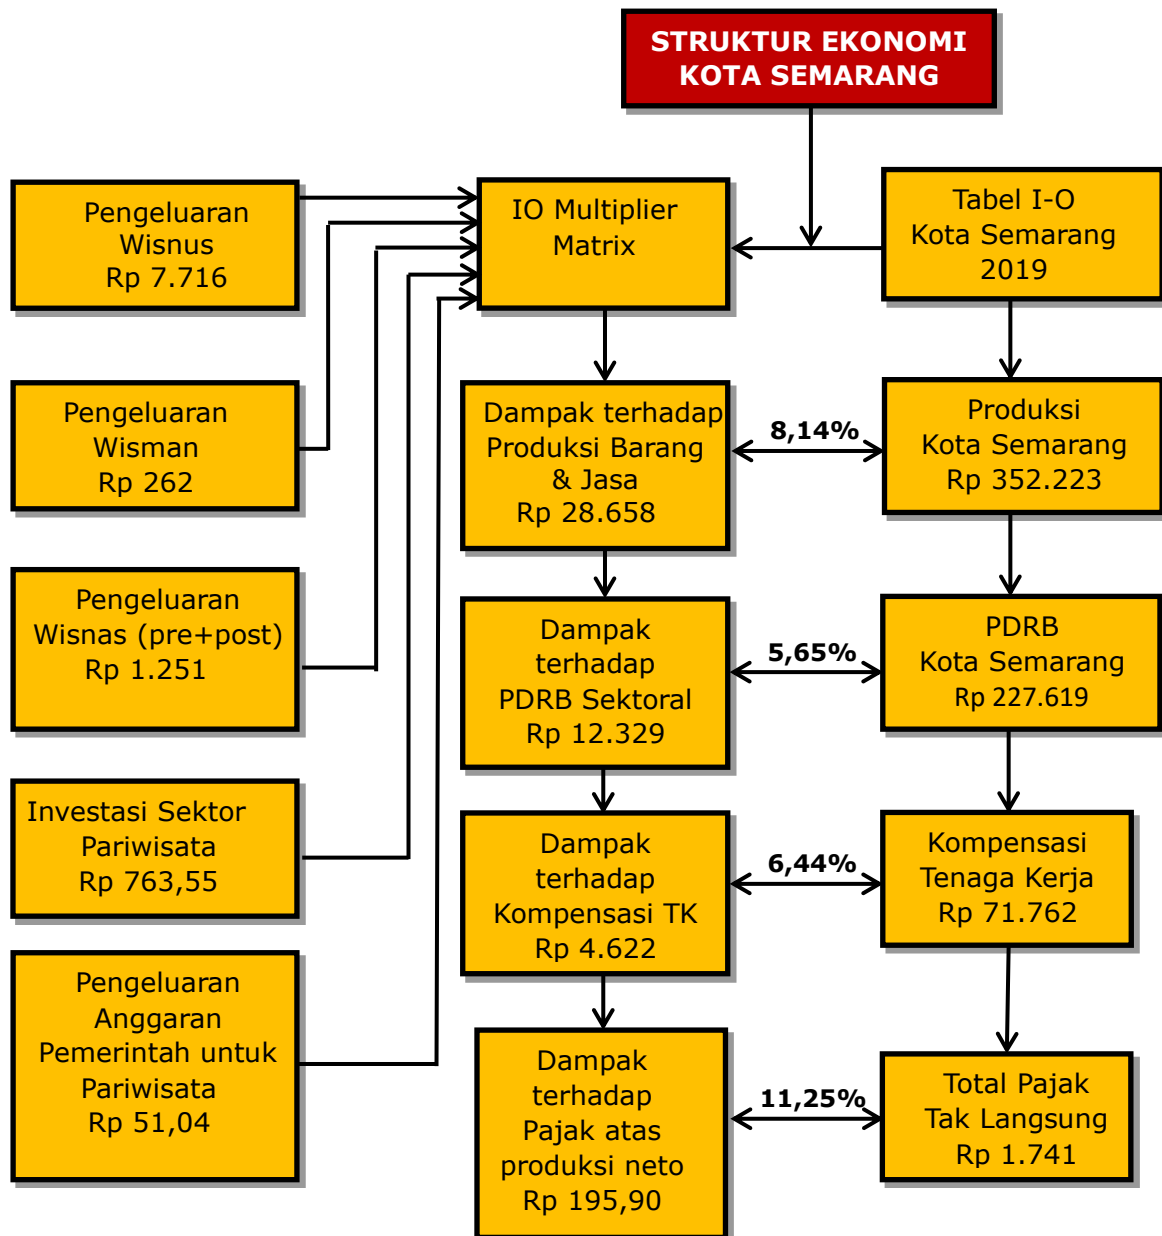 STRUKTUR EKONOMI
KOTA SEMARANG
Pengeluaran
Wisnus
Rp 7.716
IO Multiplier
Matrix
Tabel I-O
Kota Semarang
2019
Pengeluaran
Wisman
Rp 262
Dampak terhadap
Produksi Barang
& Jasa
Rp 28.658
8,14%
Produksi
Kota Semarang
Rp 352.223
Pengeluaran
Wisnas (pre+post)
Rp 1.251
Dampak
terhadap
PDRB Sektoral
Rp 12.329
5,65%
PDRB
Kota Semarang
Rp 227.619
Investasi Sektor
Pariwisata
Rp 763,55
Dampak
terhadap
Kompensasi TK
Rp 4.622
6,44%
Kompensasi
Tenaga Kerja
Rp 71.762
Pengeluaran
Anggaran
Pemerintah untuk
Pariwisata
Rp 51,04
Dampak
terhadap
Pajak atas
produksi neto
Rp 195,90
11,25%
Total Pajak
Tak Langsung
Rp 1.741